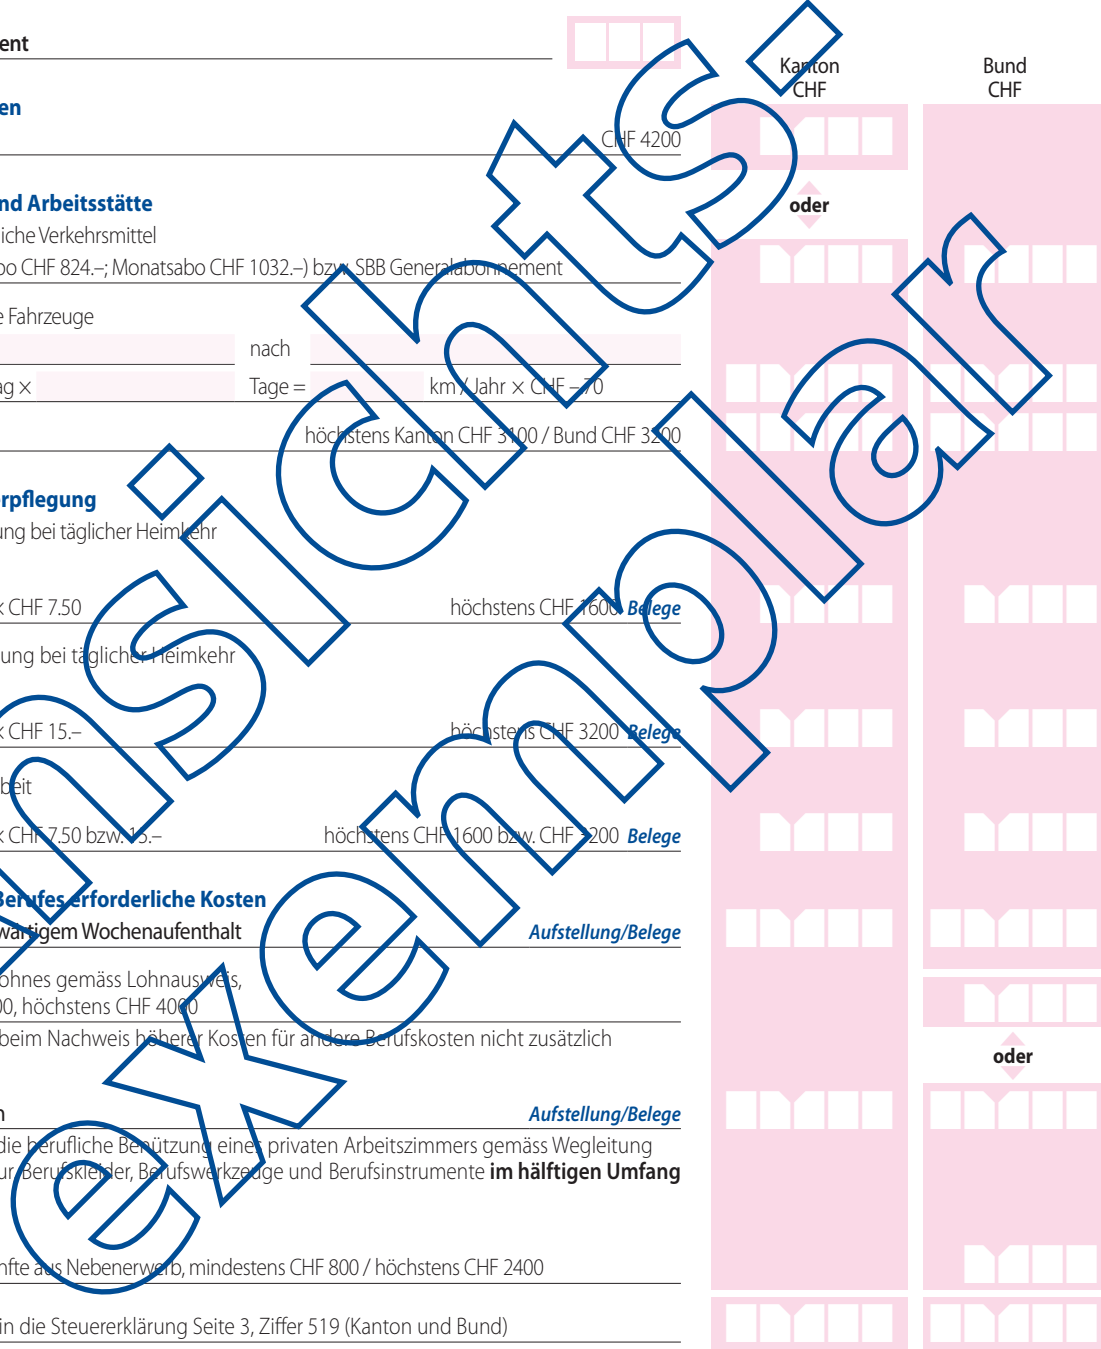 ent
Kanton
CHF
Bund
CHF
en
CHF 4200
nd Arbeitsstätte
oder
liche Verkehrsmittel
bo CHF 824.–; Monatsabo CHF 1032.–) bzw. SBB Generalabonnement
e Fahrzeuge
nach
ag × Tage = km / Jahr × CHF –.70
höchstens Kanton CHF 3100 / Bund CHF 3200
rpflegung
ung bei täglicher Heimkehr
× CHF 7.50 höchstens CHF 1600 Belege
ung bei täglicher Heimkehr
× CHF 15.– höchstens CHF 3200 Belege
beit
× CHF 7.50 bzw. 15.– höchstens CHF 1600 bzw. CHF 3200 Belege
Berufes erforderliche Kosten
wärtigem Wochenaufenthalt Aufstellung/Belege
ohnes gemäss Lohnausweis,
00, höchstens CHF 4000
beim Nachweis höherer Kosten für andere Berufskosten nicht zusätzlich
oder
n Aufstellung/Belege
die berufliche Benützung eines privaten Arbeitszimmers gemäss Wegleitung
ur Berufskleider, Berufswerkzeuge und Berufsinstrumente im hälftigen Umfang
nfte aus Nebenerwerb, mindestens CHF 800 / höchstens CHF 2400
in die Steuererklärung Seite 3, Ziffer 519 (Kanton und Bund)
nsichts-
exemplar